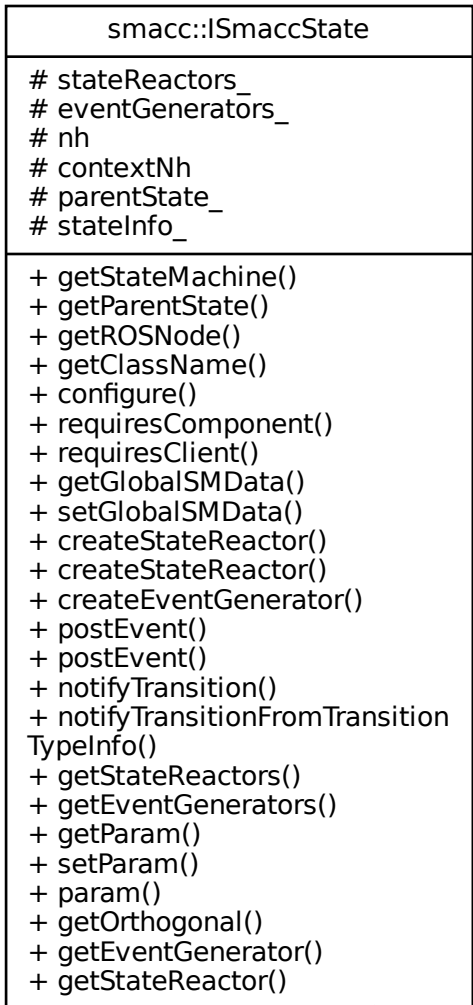 smacc::ISmaccState
# stateReactors_
# eventGenerators_
# nh
# contextNh
# parentState_
# stateInfo_
+ getStateMachine()
+ getParentState()
+ getROSNode()
+ getClassName()
+ configure()
+ requiresComponent()
+ requiresClient()
+ getGlobalSMData()
+ setGlobalSMData()
+ createStateReactor()
+ createStateReactor()
+ createEventGenerator()
+ postEvent()
+ postEvent()
+ notifyTransition()
+ notifyTransitionFromTransition
TypeInfo()
+ getStateReactors()
+ getEventGenerators()
+ getParam()
+ setParam()
+ param()
+ getOrthogonal()
+ getEventGenerator()
+ getStateReactor()